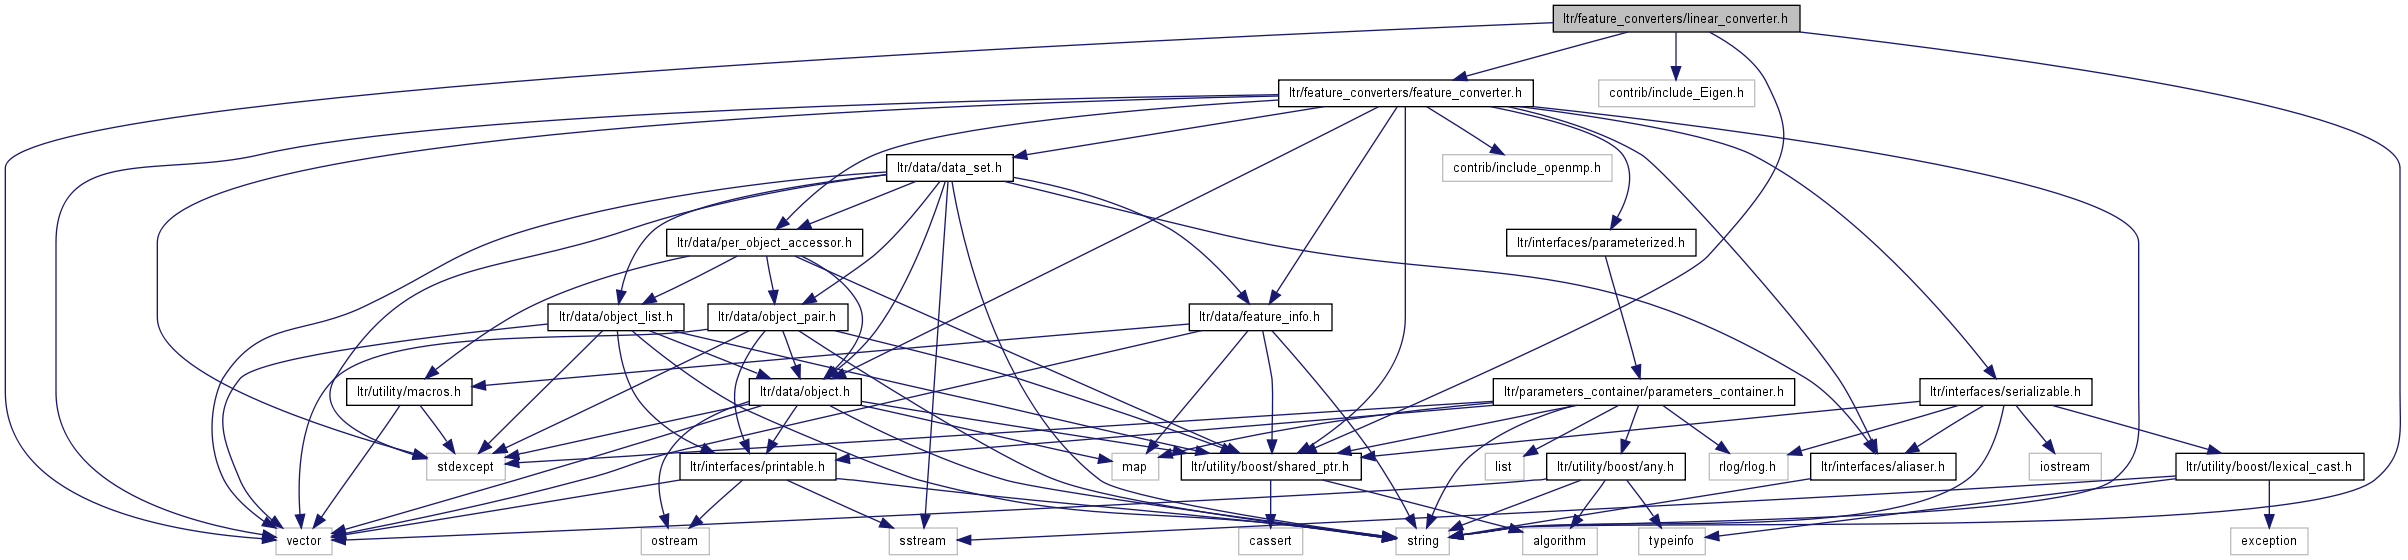 ltr/feature_converters/linear_converter.h
ltr/feature_converters/feature_converter.h
contrib/include_Eigen.h
ltr/data/data_set.h
contrib/include_openmp.h
ltr/data/per_object_accessor.h
ltr/interfaces/parameterized.h
ltr/data/object_list.h
ltr/data/object_pair.h
ltr/data/feature_info.h
ltr/utility/macros.h
ltr/data/object.h
ltr/parameters_container/parameters_container.h
ltr/interfaces/serializable.h
stdexcept
ltr/interfaces/printable.h
map
ltr/utility/boost/shared_ptr.h
list
ltr/utility/boost/any.h
rlog/rlog.h
ltr/interfaces/aliaser.h
iostream
ltr/utility/boost/lexical_cast.h
vector
ostream
sstream
cassert
string
algorithm
typeinfo
exception